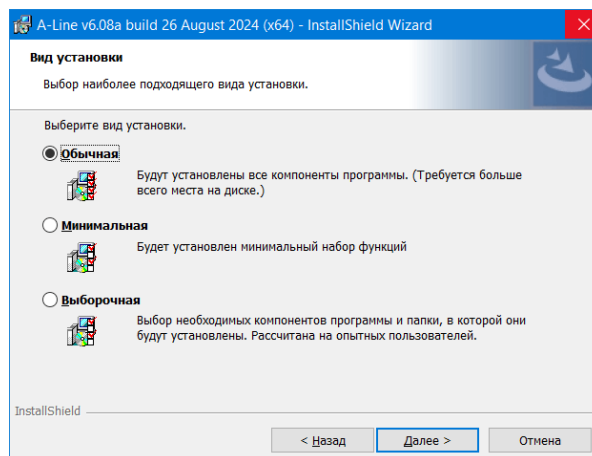 A-Line v6.08a build 26 August 2024 (x64) - InstallShield Wizard
Вид установки
Выбор наиболее подходящего вида установки.
Выберите вид установки.
Обычная
Будут установлены все компоненты программы. (Требуется больше
всего места на диске.)
Минимальная
Будет установлен минимальный набор функций
Выборочная
Выбор необходимых компонентов программы и папки, в которой они
будут установлены. Рассчитана на опытных пользователей.
InstallShield
< Назад
Далее >
Отмена